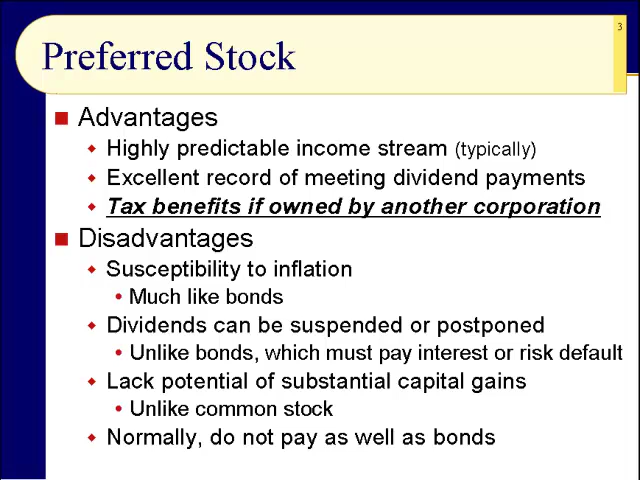 3
Preferred Stock
Advantages
Highly predictable income stream (typically)
Excellent record of meeting dividend payments
Tax benefits if owned by another corporation
Disadvantages
Susceptibility to inflation
Much like bonds
Dividends can be suspended or postponed
Unlike bonds, which must pay interest or risk default
Lack potential of substantial capital gains
Unlike common stock
Normally, do not pay as well as bonds